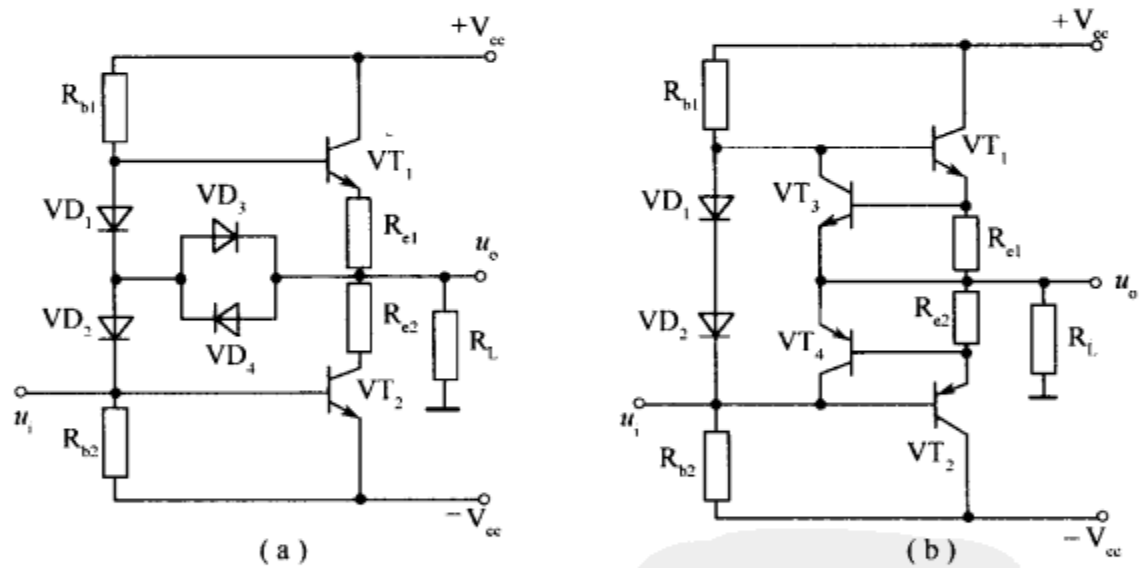 +V_cc
R_b1
VT_1
VD_1
VD_3
R_e1
u_o
VD_2
VD_4
R_e2
R_L
VT_2
u_i
R_b2
-V_cc
( a )
+V_cc
R_b1
VT_1
VT_3
VD_1
R_e1
u_o
R_e2
VD_2
VT_4
R_L
u_i
VT_2
R_b2
-V_cc
( b )